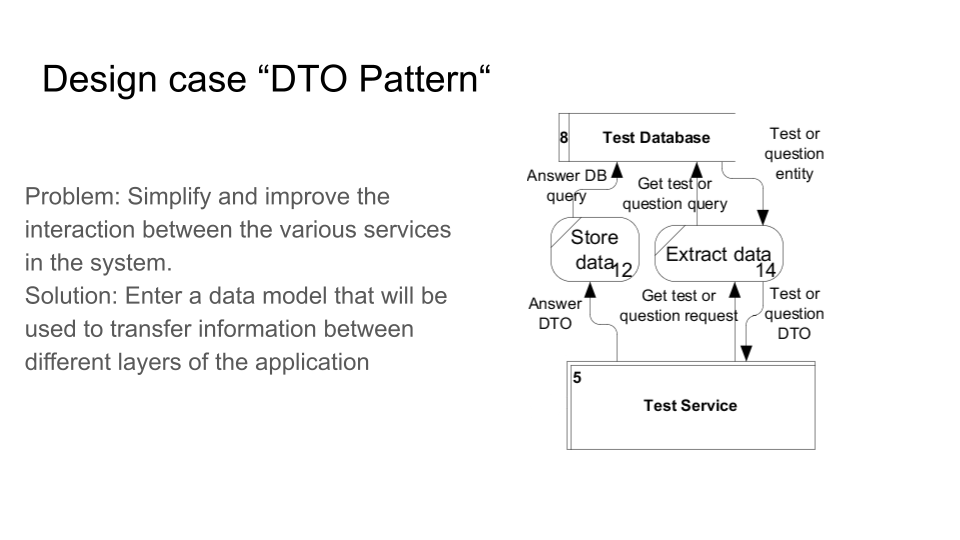 Design case “DTO Pattern“
Problem: Simplify and improve the
interaction between the various services
in the system.
Solution: Enter a data model that will be
used to transfer information between
different layers of the application
8
Test Database
Test or
question
entity
Answer DB
query
Get test or
question query
Store
data
12
Extract data
14
Answer
DTO
Get test or
question request
Test or
question
DTO
5
Test Service